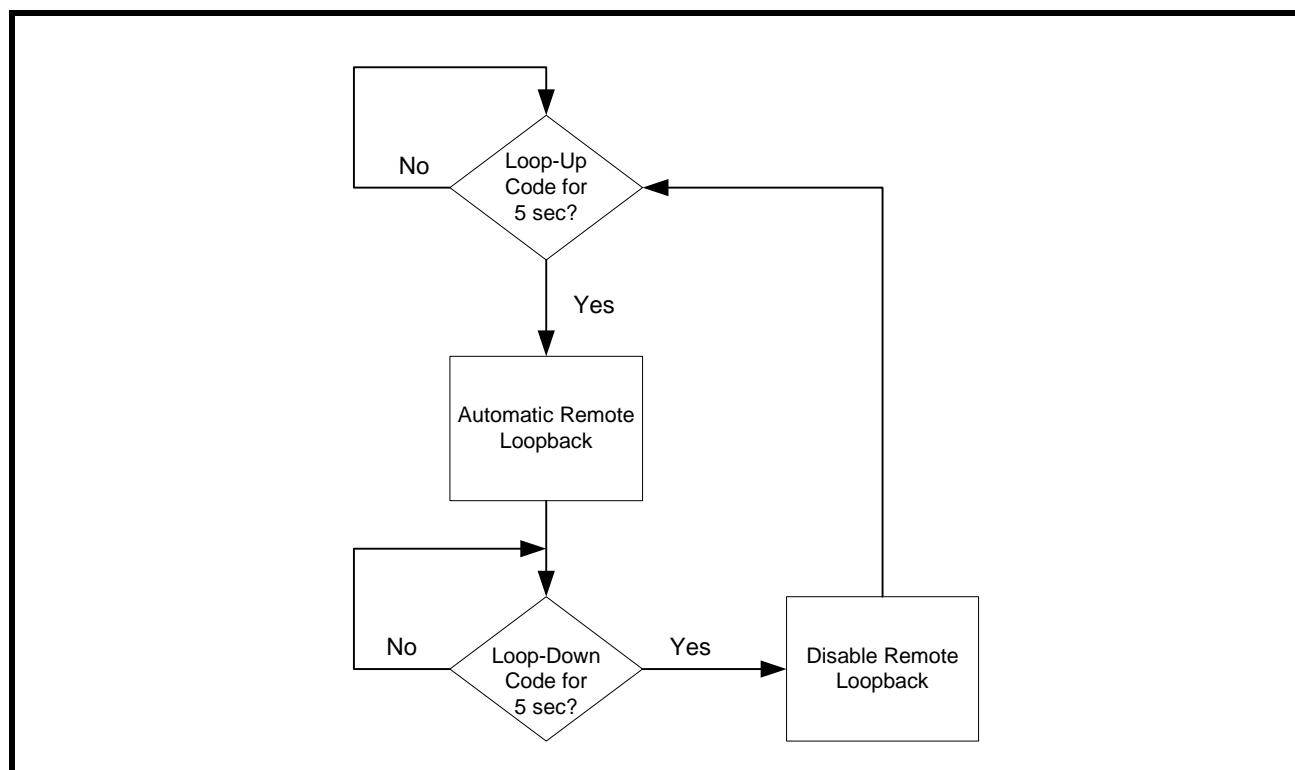 No
Loop-Up
Code for
5 sec?
Yes
Automatic Remote
Loopback
No
Loop-Down
Code for
5 sec?
Yes
Disable Remote
Loopback